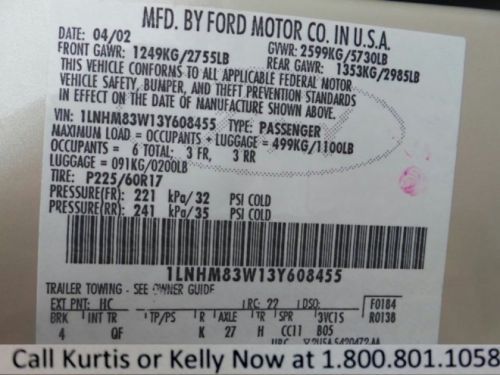 MFD. BY FORD MOTOR CO. IN U.S.A.
DATE: 04/02 GVWR: 2599KG/5730LB
FRONT GAWR: 1249KG/2755LB REAR GAWR: 1353KG/2985LB
THIS VEHICLE CONFORMS TO ALL APPLICABLE FEDERAL MOTOR
VEHICLE SAFETY, BUMPER, AND THEFT PREVENTION STANDARDS
IN EFFECT ON THE DATE OF MANUFACTURE SHOWN ABOVE.
VIN: 1LNHM83W13Y608455 TYPE: PASSENGER
MAXIMUM LOAD = OCCUPANTS + LUGGAGE = 499KG/1100LB
OCCUPANTS = 6 TOTAL: 3 FR, 3 RR
LUGGAGE = 091KG/0200LB
TIRE: P225/60R17
PRESSURE(FR): 221 kPa/32 PSI COLD
PRESSURE(RR): 241 kPa/35 PSI COLD
1LNHM83W13Y608455
TRAILER TOWING - SEE OWNER GUIDE
EXT PNT: HC RC: 22 DSO: F0184
BRK INT TR TP/PS R AXLE TR SPR 3VC15 R0138
4 QF K 27 H CC11 B05
Call Kurtis or Kelly Now at 1.800.801.1058